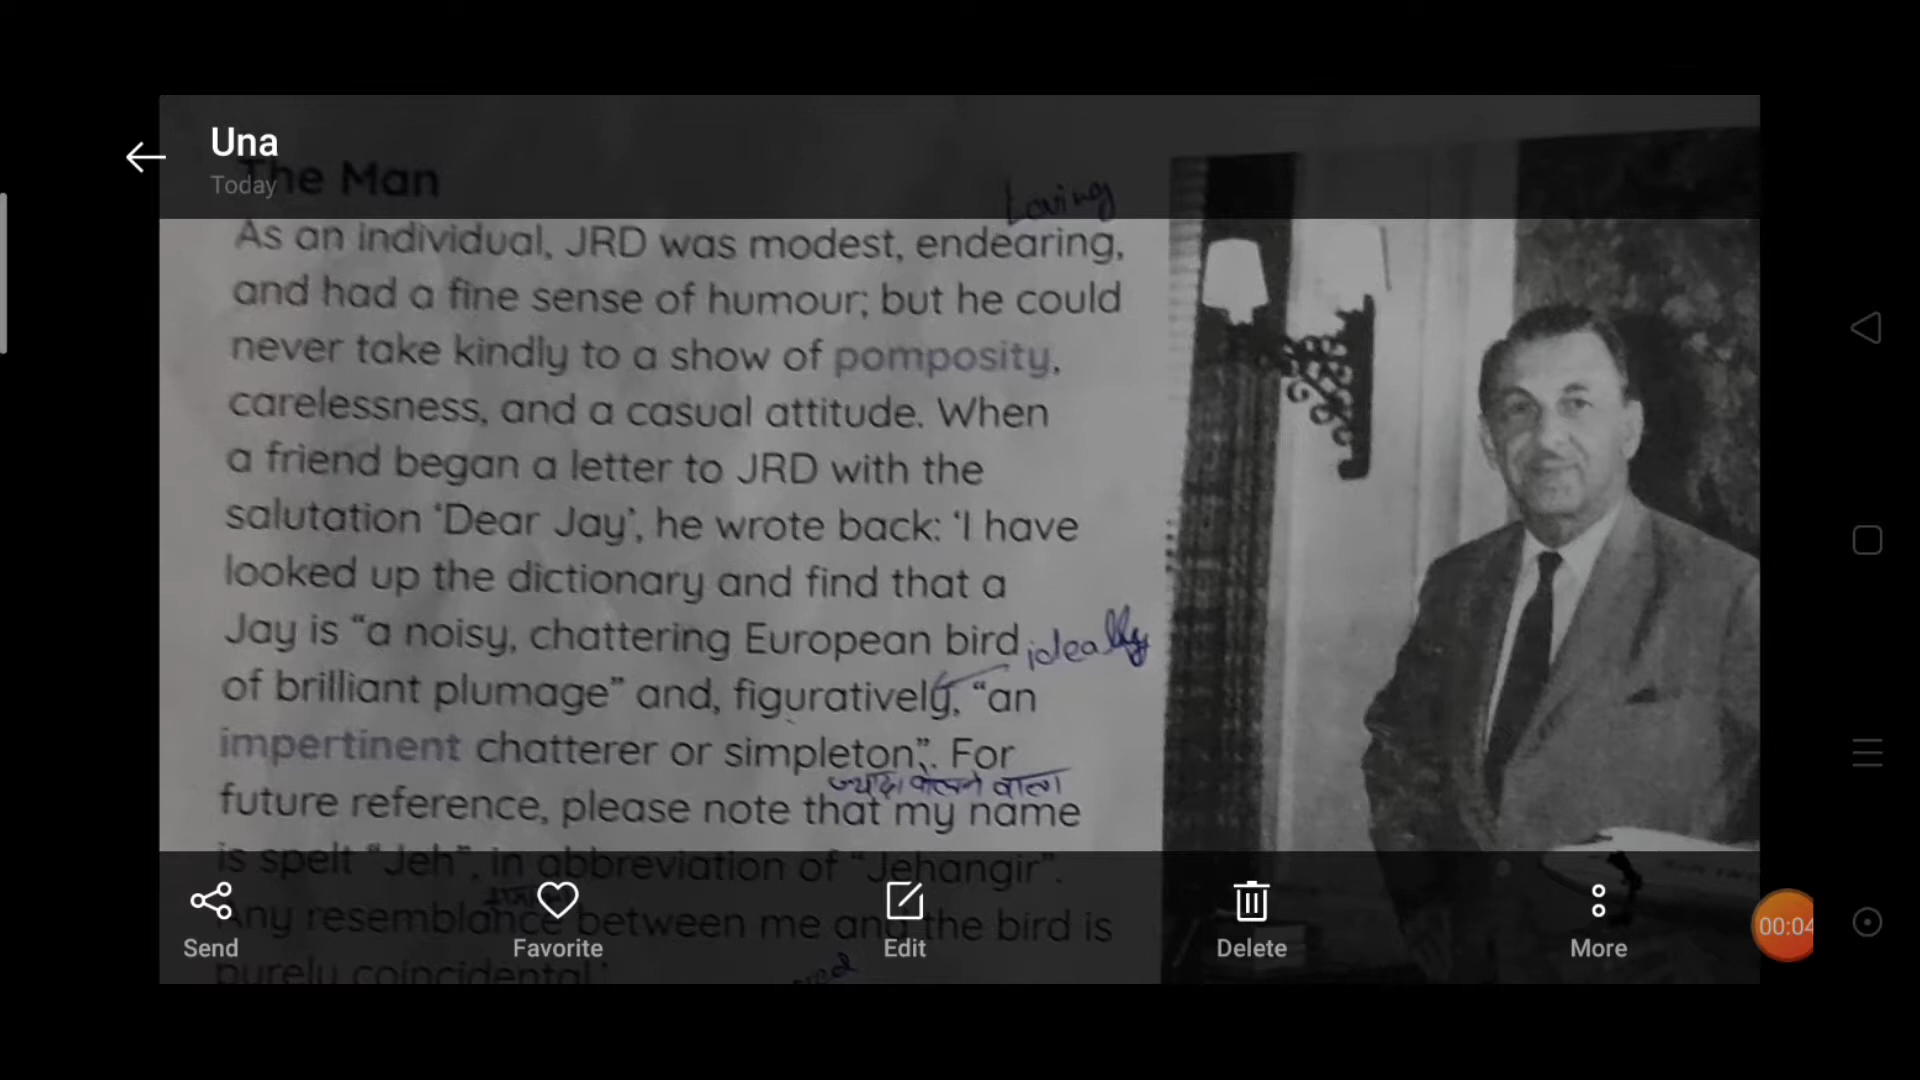 Una
Today
The Man
Loving
As an individual, JRD was modest, endearing,
and had a fine sense of humour; but he could
never take kindly to a show of pomposity,
carelessness, and a casual attitude. When
a friend began a letter to JRD with the
salutation ‘Dear Jay’, he wrote back: ‘I have
looked up the dictionary and find that a
Jay is “a noisy, chattering European bird
ideally
of brilliant plumage” and, figuratively, “an
impertinent chatterer or simpleton”. For
ज्यादा बोलने वाला
future reference, please note that my name
is spelt “Jeh”, in abbreviation of “Jehangir”.
Any resemblance between me and the bird is
purely coincidental.’
Send
Favorite
Edit
Delete
More
00:04